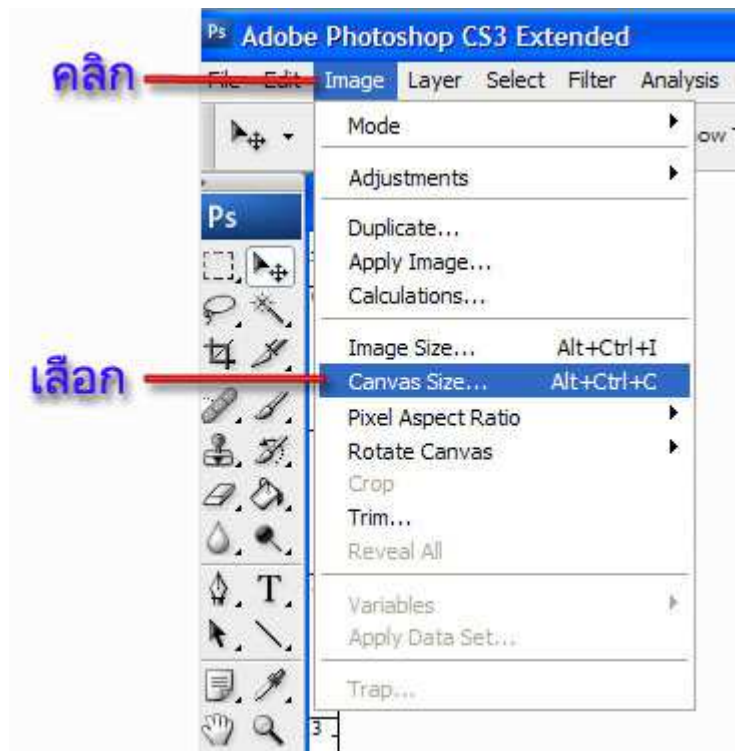 Ps Adobe Photoshop CS3 Extended
คลิก
File Edit Image Layer Select Filter Analysis
Mode
Adjustments
Ps
Duplicate...
Apply Image...
Calculations...
Image Size... Alt+Ctrl+I
เลือก
Canvas Size... Alt+Ctrl+C
Pixel Aspect Ratio
Rotate Canvas
Crop
Trim...
Reveal All
Variables
Apply Data Set...
Trap...
3